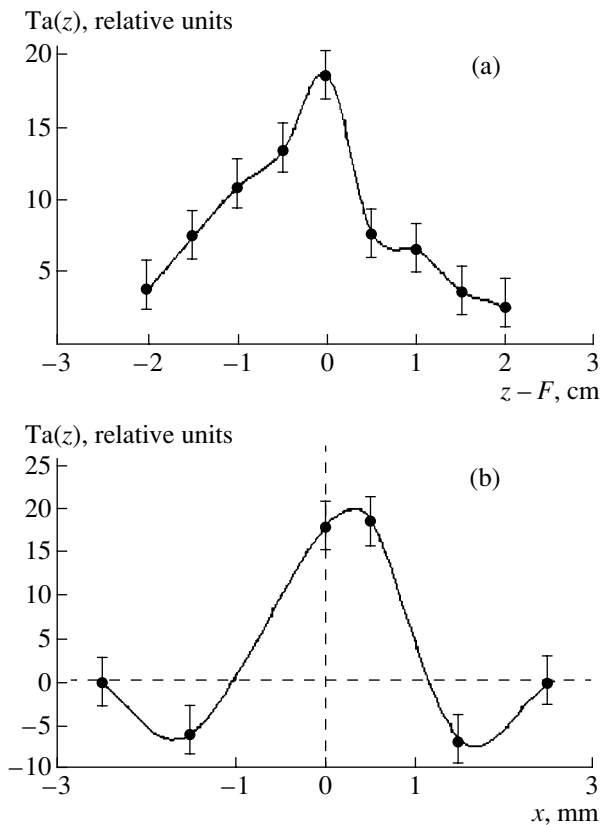 Ta(z), relative units
(a)
20
15
10
5
−3 −2 −1 0 1 2 3
z – F, cm
Ta(z), relative units
(b)
25
20
15
10
5
0
−5
−10
−3 −1 0 1 3
x, mm